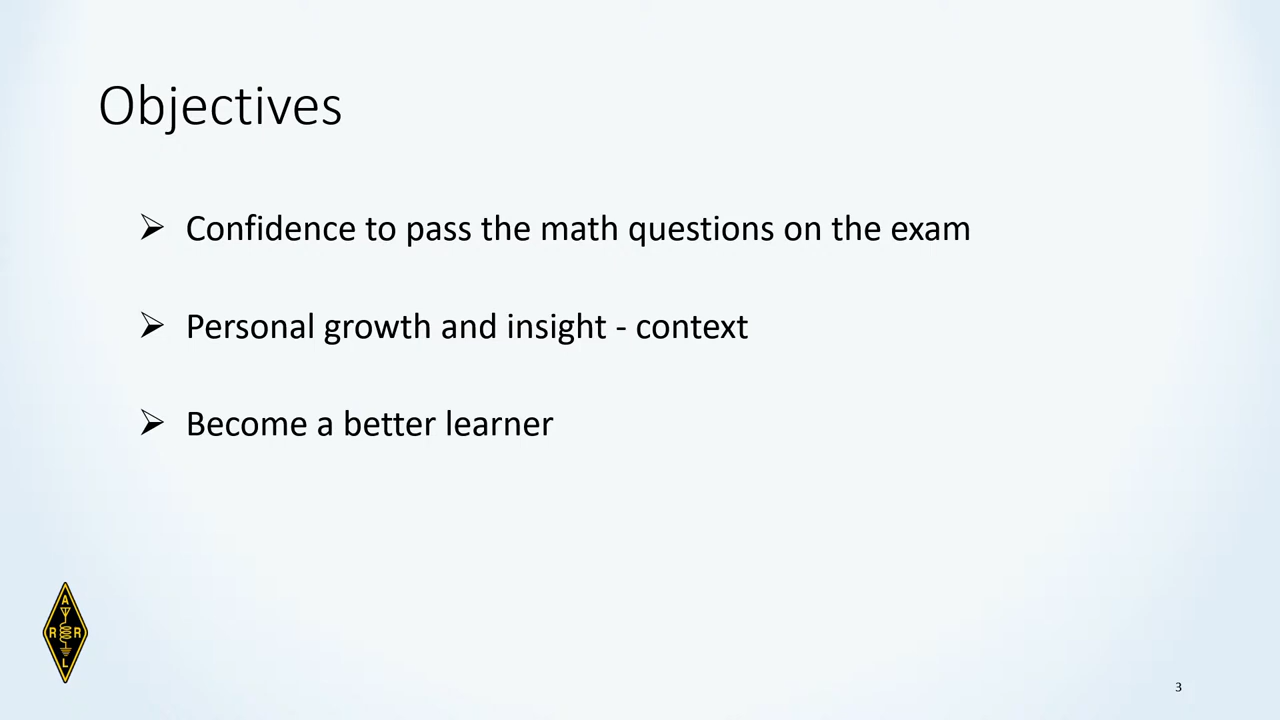 Objectives
➢ Confidence to pass the math questions on the exam
➢ Personal growth and insight - context
➢ Become a better learner
A
R R
L
3